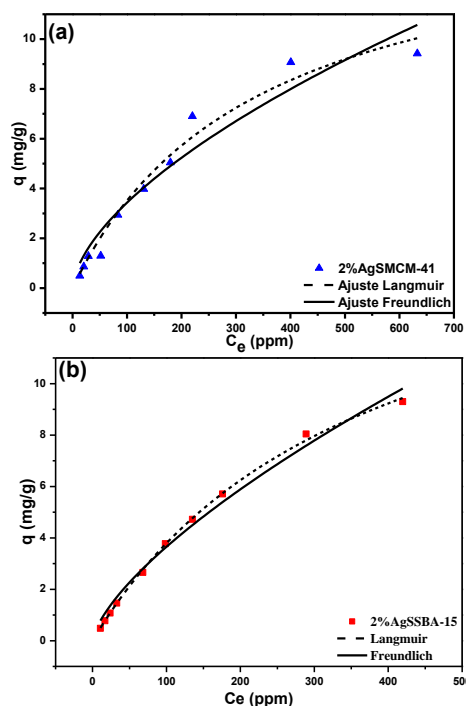 (a)
10
8
6
4
2
0
q (mg/g)
2%AgSMCM-41
Ajuste Langmuir
Ajuste Freundlich
0 100 200 300 400 500 600 700
Ce (ppm)
(b)
10
8
6
4
2
0
q (mg/g)
2%AgSSBA-15
Langmuir
Freundlich
0 100 200 300 400 500
Ce (ppm)